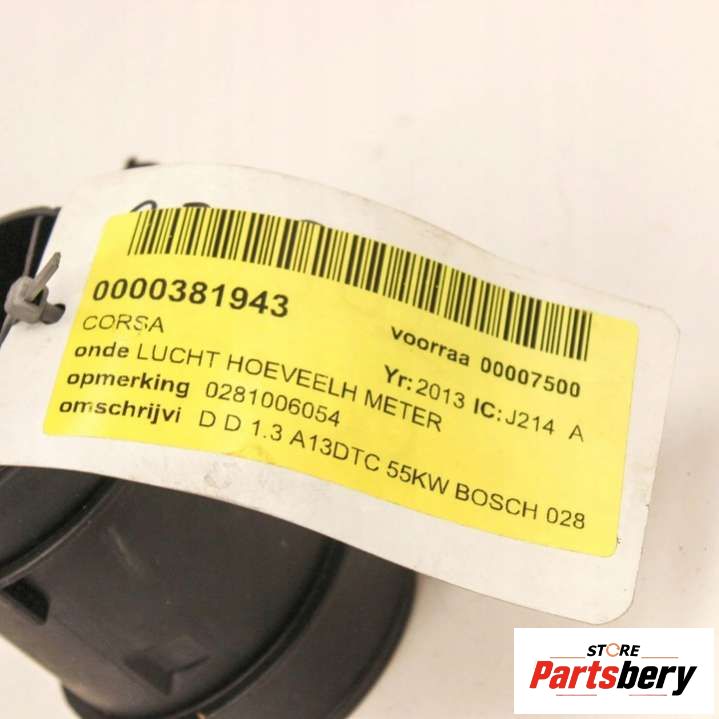 0000381943
CORSA
voorraa 00007500
onde LUCHT HOEVEELH METER
Yr: 2013 IC: J214 A
opmerking 0281006054
omschrijvi D D 1.3 A13DTC 55KW BOSCH 028
STORE
Partsbery